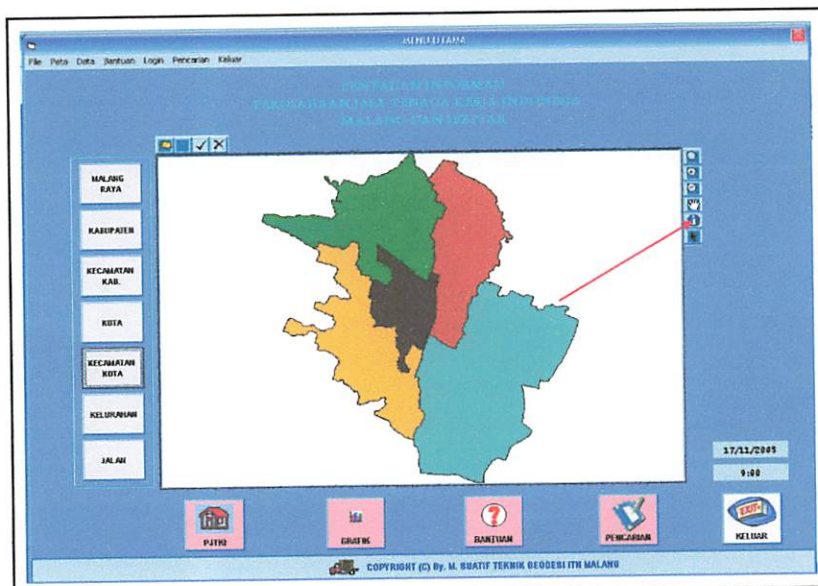 MENU UTAMA
File Peta Data Bantuan Login Pencarian Keluar
MALANG
RAYA
KABUPATEN
KECAMATAN
KAB.
KOTA
KECAMATAN
KOTA
KELURAHAN
JALAN
17/11/2005
9:00
PJTKI
GRAFIK
BANTUAN
PENCARIAN
EXIT
KELUAR
COPYRIGHT (C) By. M. SUATIF TEKNIK GEODESI ITN MALANG